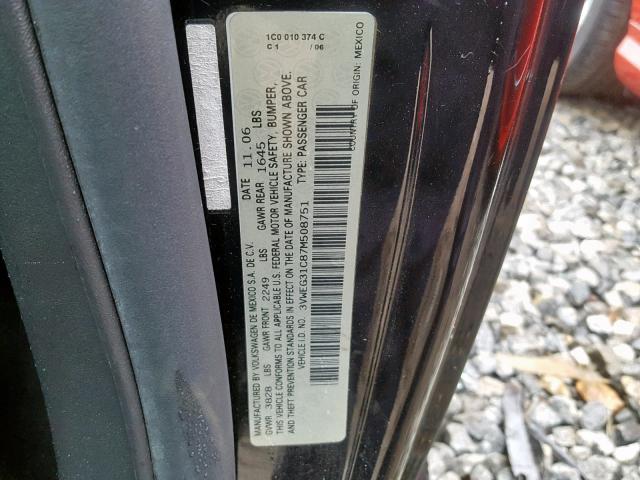 1C0 010 374 C
C 1 / 06
MANUFACTURED BY VOLKSWAGEN DE MEXICO S.A. DE C.V. DATE 11.06
GVWR 3828 LBS GAWR FRONT 2249 LBS GAWR REAR 1645 LBS
THIS VEHICLE CONFORMS TO ALL APPLICABLE U.S. FEDERAL MOTOR VEHICLE SAFETY, BUMPER,
AND THEFT PREVENTION STANDARDS IN EFFECT ON THE DATE OF MANUFACTURE SHOWN ABOVE.
VEHICLE I.D. NO. 3VWEG31C87M508751 TYPE: PASSENGER CAR
COUNTRY OF ORIGIN: MEXICO